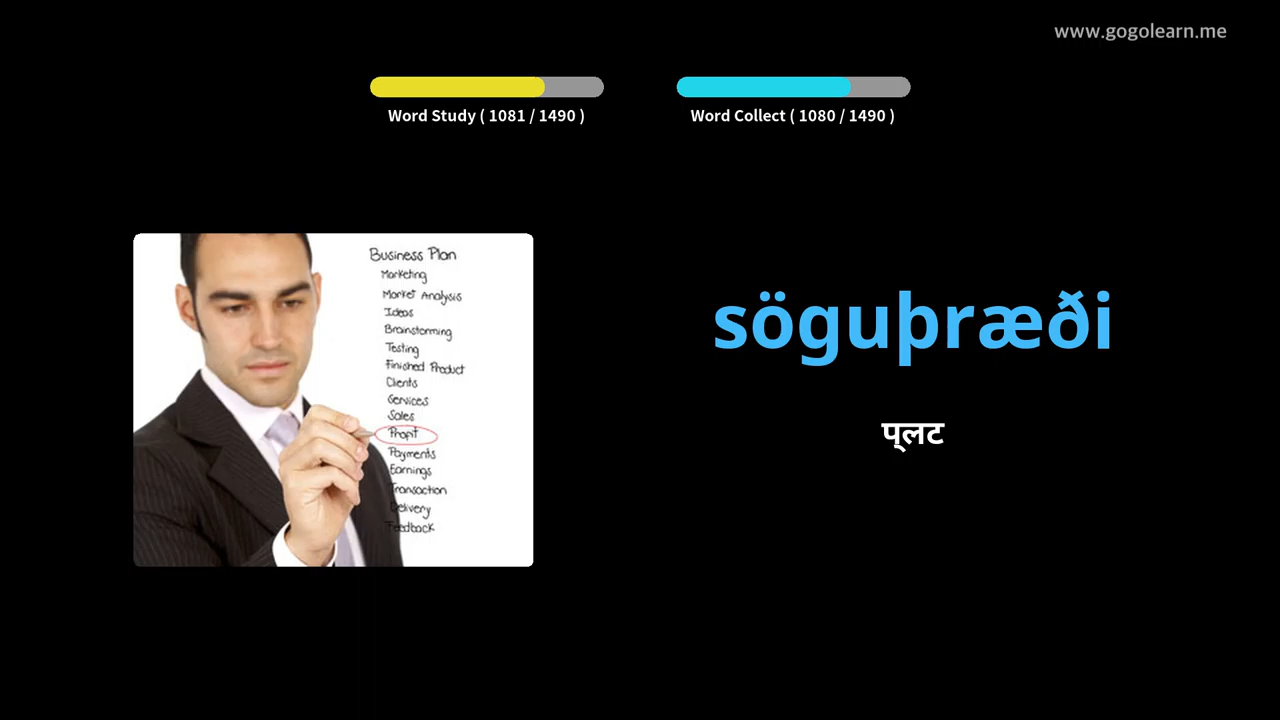 www.gogolearn.me
Word Study ( 1081 / 1490 )
Word Collect ( 1080 / 1490 )
Business Plan
Marketing
Market Analysis
Ideas
Brainstorming
Testing
Finished Product
Clients
Services
Sales
Profit
Payments
Earnings
Transaction
Delivery
Feedback
söguþræði
प्लट